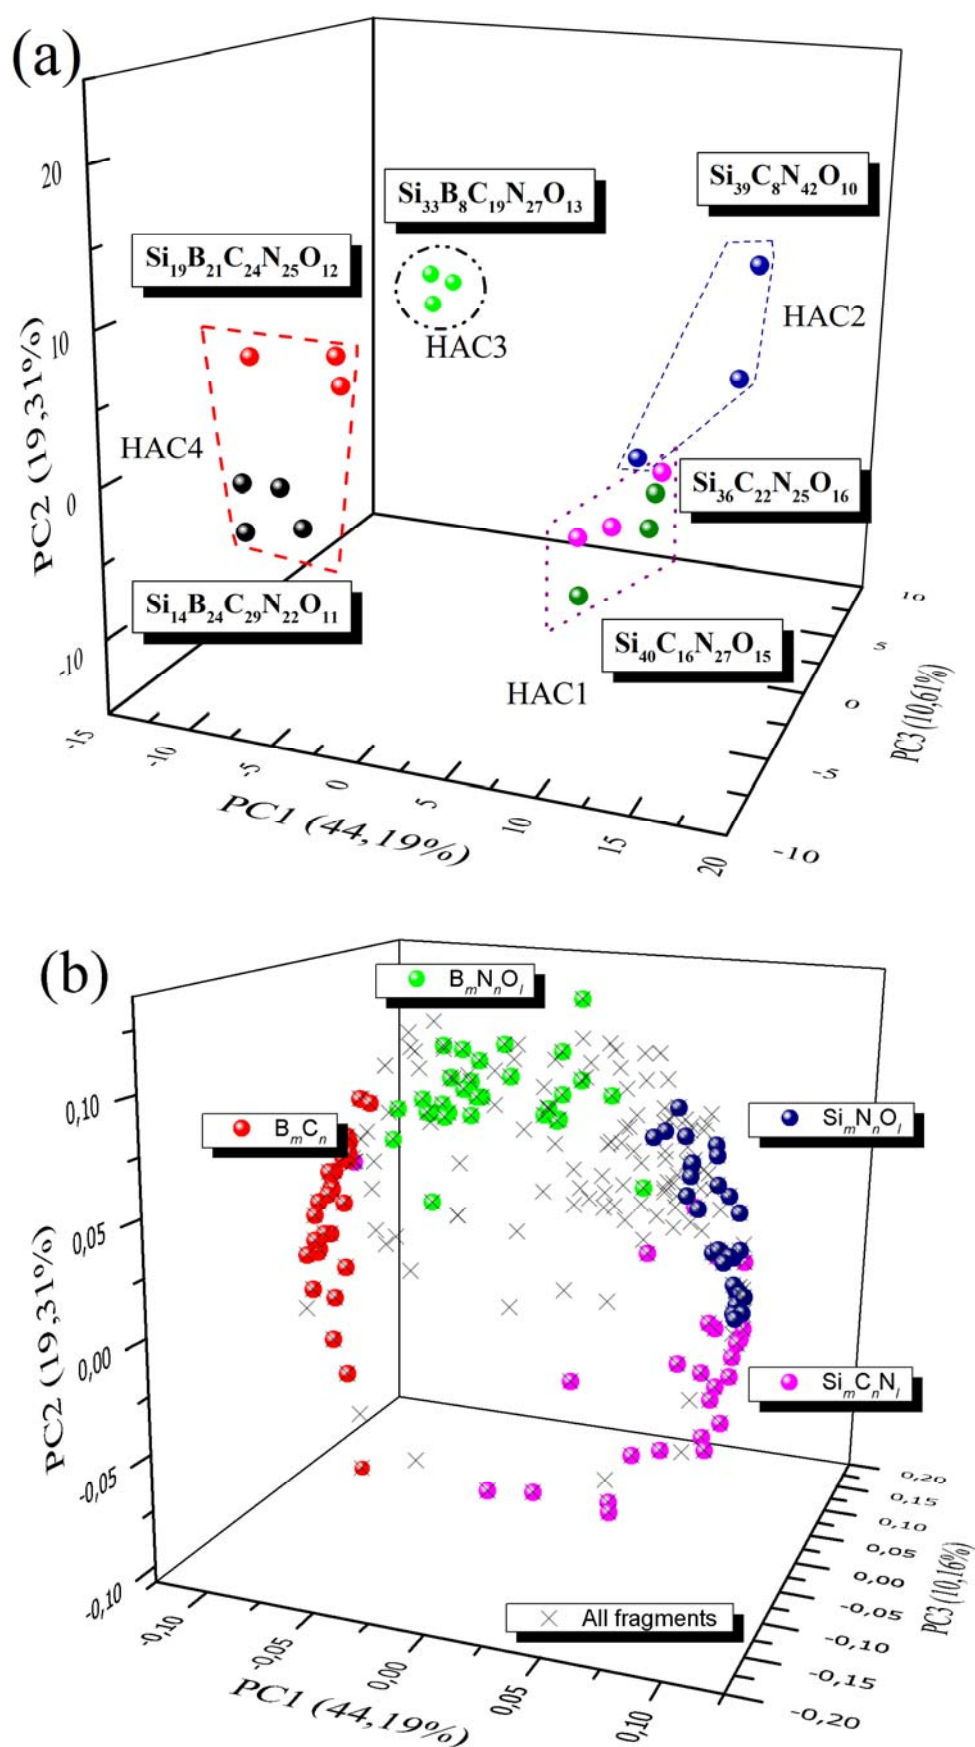 (a)
Si33B8C19N27O13
Si39C8N42O10
Si19B21C24N25O12
HAC3
HAC2
HAC4
Si36C22N25O16
Si14B24C29N22O11
Si40C16N27O15
HAC1
20
10
0
-10
PC2 (19,31%)
-15
-10
-5
0
5
10
15
20
PC1 (44,19%)
10
5
0
-5
-10
PC3 (10,61%)
(b)
BmNnOl
BmCn
SimNnOl
SimCnNl
All fragments
0,10
0,05
0,00
-0,05
-0,10
PC2 (19,31%)
-0,10
-0,05
0,00
0,05
0,10
PC1 (44,19%)
0,20
0,15
0,10
0,05
0,00
-0,05
-0,10
-0,15
-0,20
PC3 (10,16%)